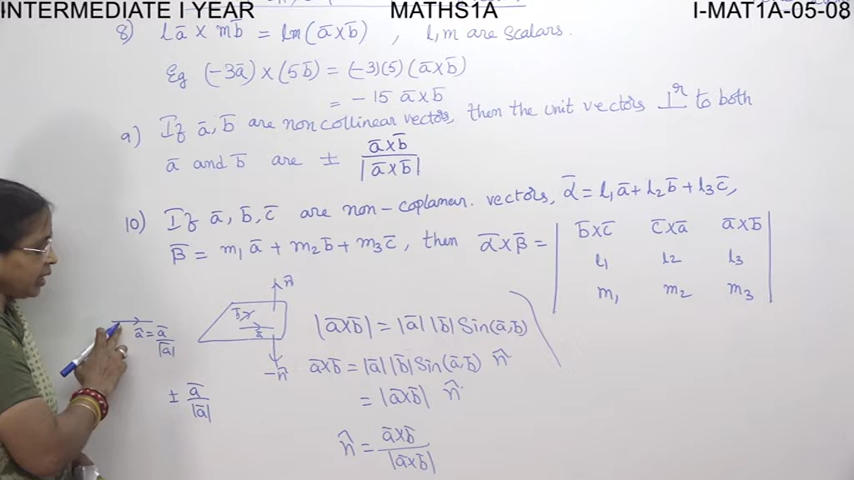 INTERMEDIATE I YEAR MATHS1A I-MAT1A-05-08
8) lā × mb̄ = lm(ā×b̄) , l,m are scalars.
Eg (-3ā) × (5b̄) = (-3)(5) (ā×b̄)
= -15 ā×b̄
9) If ā, b̄ are noncollinear vectors, then the unit vectors ⊥r to both
ā and b̄ are ± ā×b̄ / |ā×b̄|
10) If ā, b̄, c̄ are non-coplanar vectors, ᾱ = l₁ā + l₂b̄ + l₃c̄,
β̄ = m₁ā + m₂b̄ + m₃c̄, then ᾱ×β̄ = | b̄×c̄ c̄×ā ā×b̄ |
| l₁ l₂ l₃ |
| m₁ m₂ m₃ |
n̂
â = ā / |ā|
|ā×b̄| = |ā| |b̄| Sin(ā,b̄)
-n̂
ā×b̄ = |ā| |b̄| Sin(ā,b̄) n̂
± ā / |ā|
= |ā×b̄| n̂
n̂ = ā×b̄ / |ā×b̄|